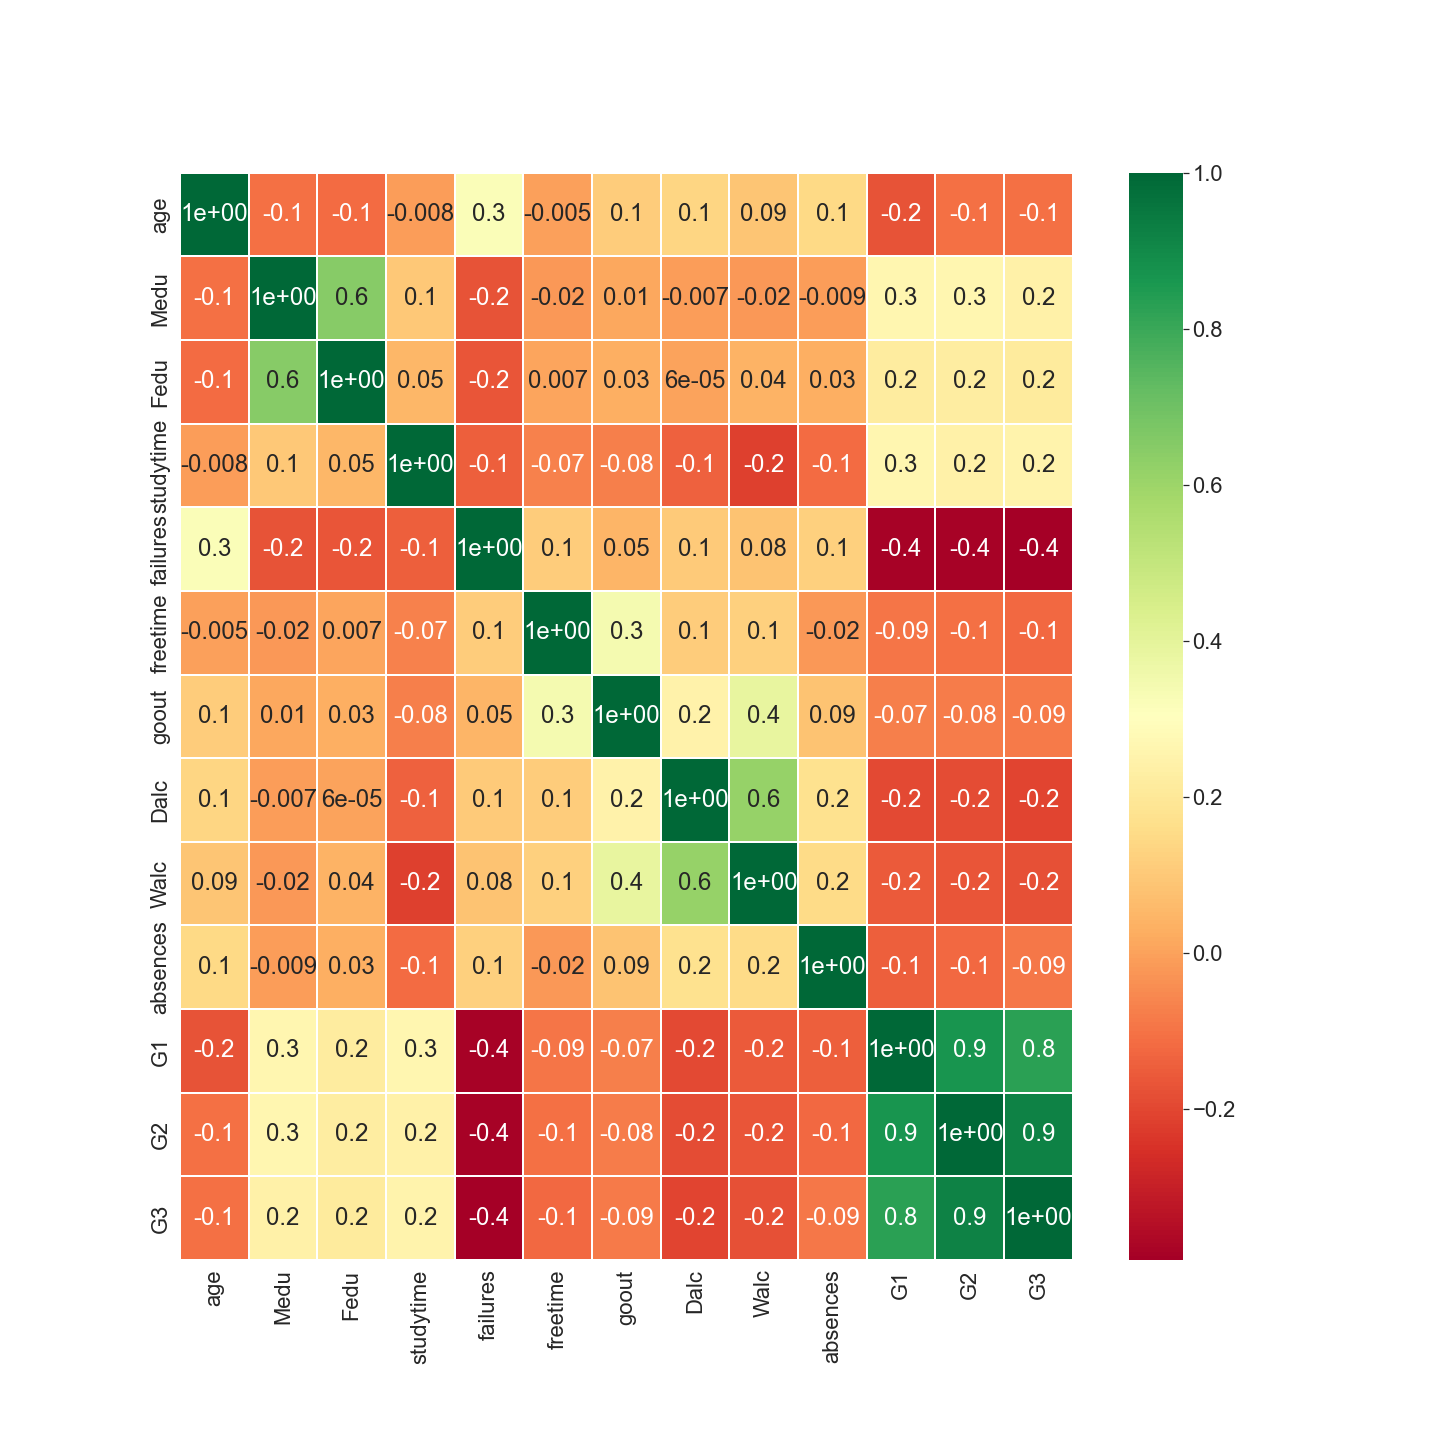 age 1e+00 -0.1 -0.1 -0.008 0.3 -0.005 0.1 0.1 0.09 0.1 -0.2 -0.1 -0.1
Medu -0.1 1e+00 0.6 0.1 -0.2 -0.02 0.01 -0.007 -0.02 -0.009 0.3 0.3 0.2
Fedu -0.1 0.6 1e+00 0.05 -0.2 0.007 0.03 6e-05 0.04 0.03 0.2 0.2 0.2
studytime -0.008 0.1 0.05 1e+00 -0.1 -0.07 -0.08 -0.1 -0.2 -0.1 0.3 0.2 0.2
failures 0.3 -0.2 -0.2 -0.1 1e+00 0.1 0.05 0.1 0.08 0.1 -0.4 -0.4 -0.4
freetime -0.005 -0.02 0.007 -0.07 0.1 1e+00 0.3 0.1 0.1 -0.02 -0.09 -0.1 -0.1
goout 0.1 0.01 0.03 -0.08 0.05 0.3 1e+00 0.2 0.4 0.09 -0.07 -0.08 -0.09
Dalc 0.1 -0.007 6e-05 -0.1 0.1 0.1 0.2 1e+00 0.6 0.2 -0.2 -0.2 -0.2
Walc 0.09 -0.02 0.04 -0.2 0.08 0.1 0.4 0.6 1e+00 0.2 -0.2 -0.2 -0.2
absences 0.1 -0.009 0.03 -0.1 0.1 -0.02 0.09 0.2 0.2 1e+00 -0.1 -0.1 -0.09
G1 -0.2 0.3 0.2 0.3 -0.4 -0.09 -0.07 -0.2 -0.2 -0.1 1e+00 0.9 0.8
G2 -0.1 0.3 0.2 0.2 -0.4 -0.1 -0.08 -0.2 -0.2 -0.1 0.9 1e+00 0.9
G3 -0.1 0.2 0.2 0.2 -0.4 -0.1 -0.09 -0.2 -0.2 -0.09 0.8 0.9 1e+00
age Medu Fedu studytime failures freetime goout Dalc Walc absences G1 G2 G3
1.0
0.8
0.6
0.4
0.2
0.0
−0.2